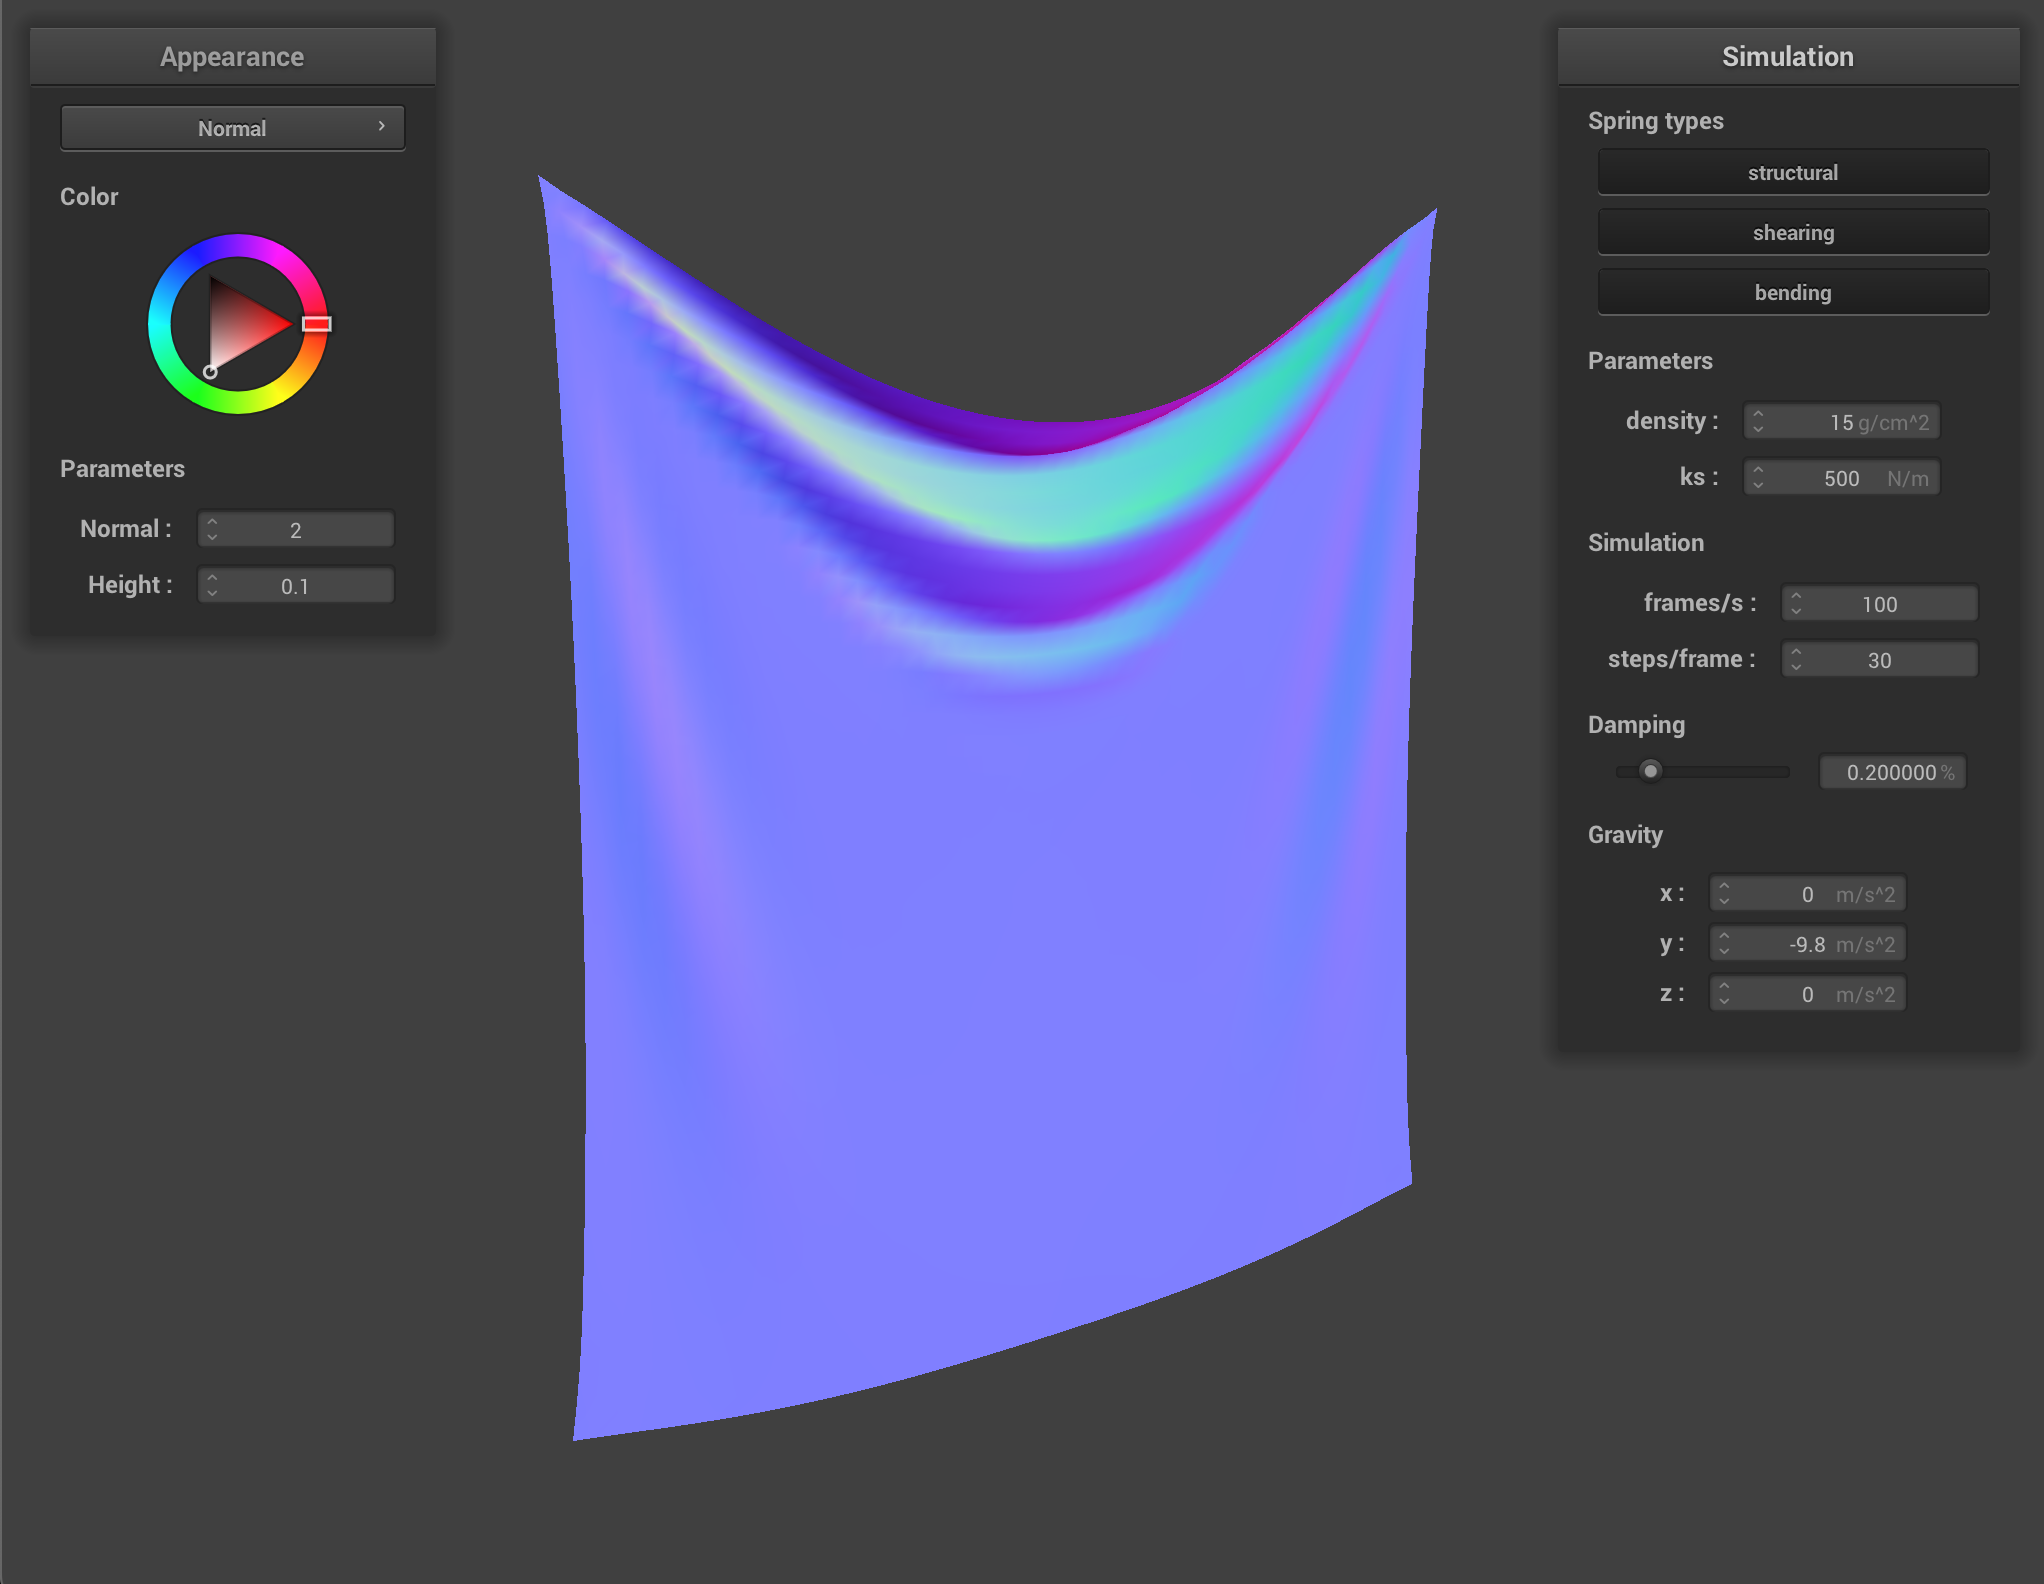 Appearance
Normal
Color
Parameters
Normal : 2
Height : 0.1
Simulation
Spring types
structural
shearing
bending
Parameters
density : 15 g/cm^2
ks : 500 N/m
Simulation
frames/s : 100
steps/frame : 30
Damping
0.200000 %
Gravity
x : 0 m/s^2
y : -9.8 m/s^2
z : 0 m/s^2